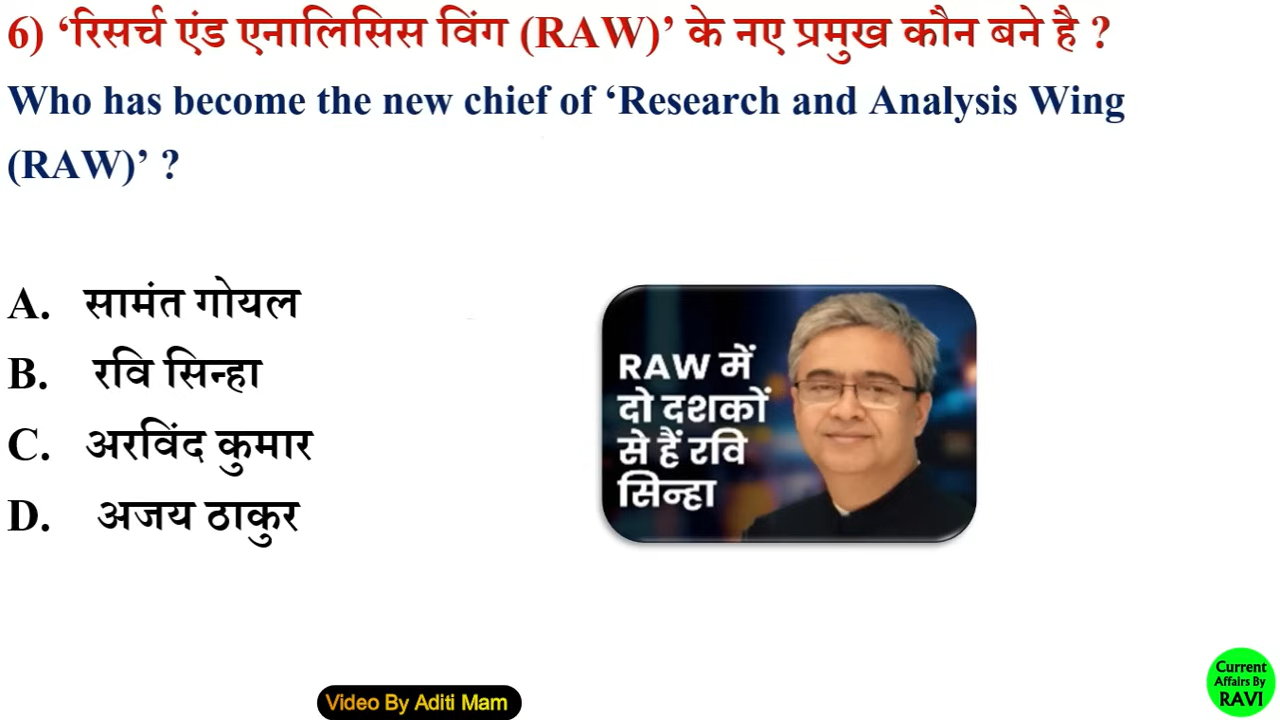 6) ‘रिसर्च एंड एनालिसिस विंग (RAW)’ के नए प्रमुख कौन बने है ?
Who has become the new chief of ‘Research and Analysis Wing
(RAW)’ ?
A. सामंत गोयल
B. रवि सिन्हा
C. अरविंद कुमार
D. अजय ठाकुर
RAW में
दो दशकों
से हैं रवि
सिन्हा
Video By Aditi Mam
Current
Affairs By
RAVI